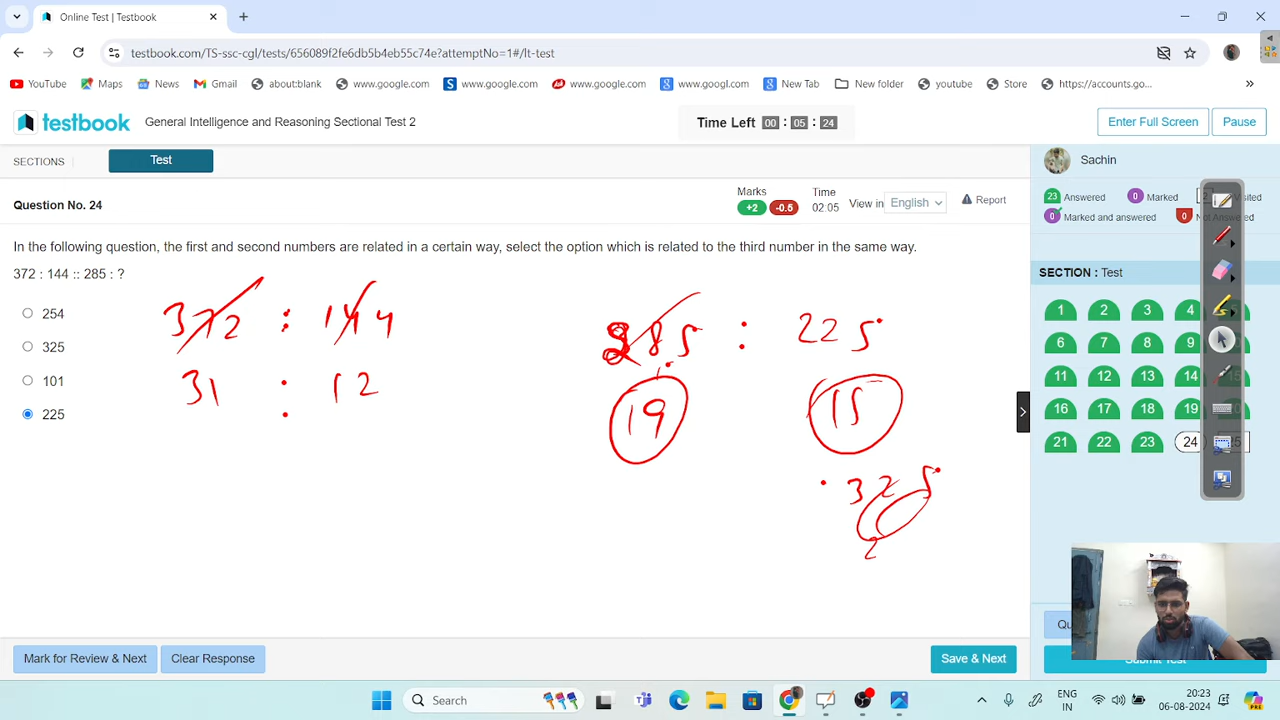 Online Test | Testbook
testbook.com/TS-ssc-cgl/tests/656089f2fe6db5b4eb55c74e?attemptNo=1#/lt-test
YouTube Maps News Gmail about:blank www.google.com www.google.com www.google.com www.googl.com New Tab New folder youtube Store https://accounts.go...
testbook General Intelligence and Reasoning Sectional Test 2 Time Left 00 : 05 : 24 Enter Full Screen Pause
SECTIONS Test Sachin
Question No. 24 Marks +2 -0.5 Time 02:05 View in English Report
23 Answered 0 Marked
0 Marked and answered 0 Not Answered
In the following question, the first and second numbers are related in a certain way, select the option which is related to the third number in the same way.
372 : 144 :: 285 : ?
254
325
101
225
372 : 144
31 : 12
285 : 225
19 15
325
2
SECTION : Test
1 2 3 4
6 7 8 9
11 12 13 14
16 17 18 19
21 22 23 24 25
Mark for Review & Next Clear Response Save & Next
Submit Test
Search
ENG
IN
20:23
06-08-2024
PRE